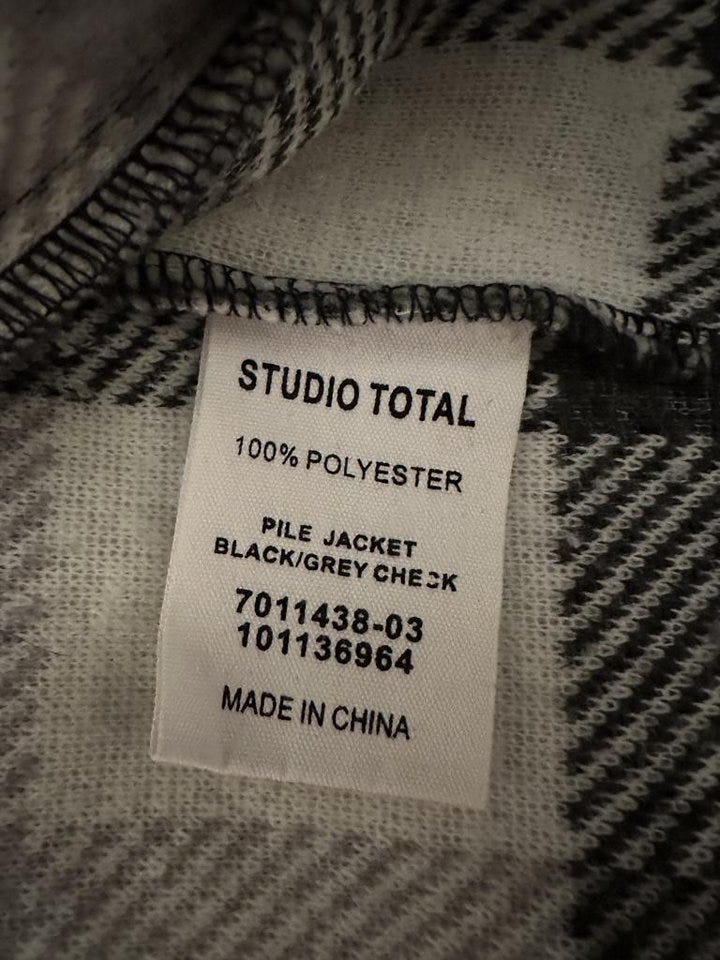 STUDIO TOTAL
100% POLYESTER
PILE JACKET
BLACK/GREY CHECK
7011438-03
101136964
MADE IN CHINA